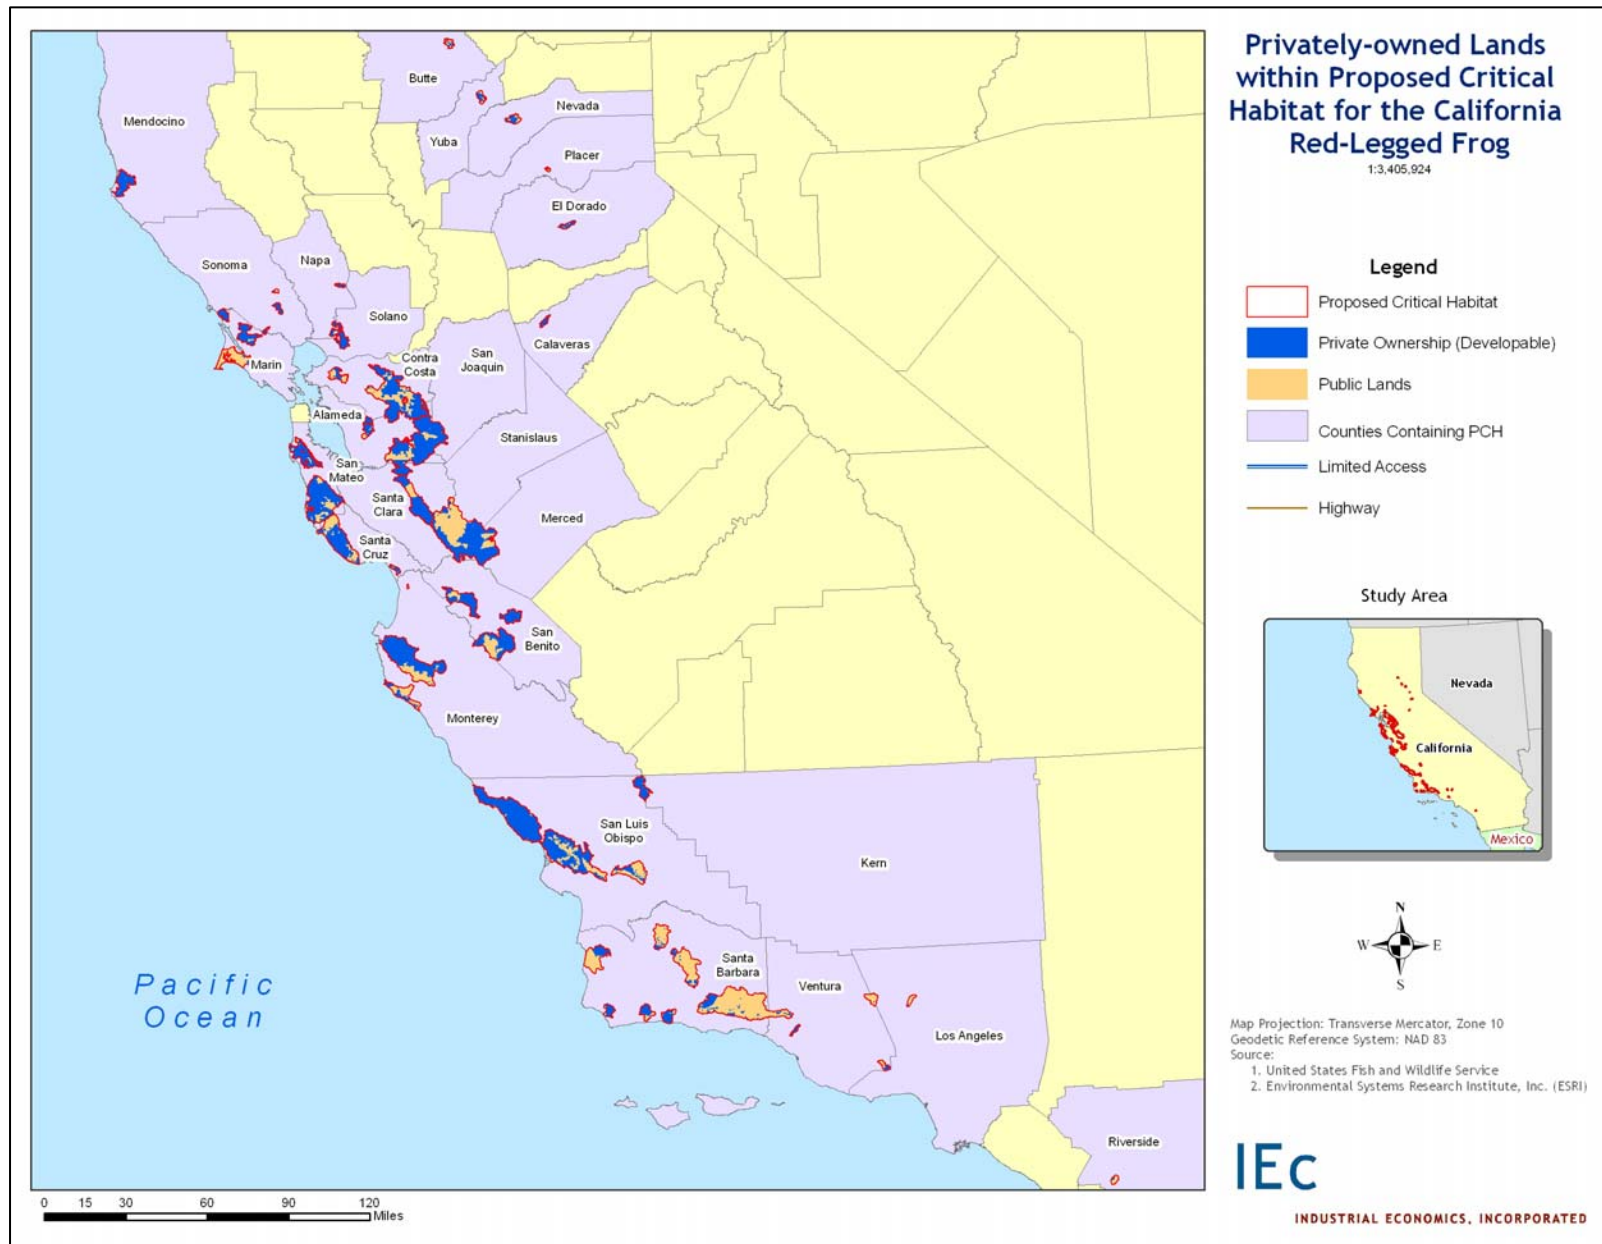 Privately-owned Lands
within Proposed Critical
Habitat for the California
Red-Legged Frog
1:3,405,924
Butte
Nevada
Mendocino
Yuba
Placer
El Dorado
Sonoma
Napa
Solano
Calaveras
Contra
Costa
San
Joaquin
Marin
Alameda
Stanislaus
San
Mateo
Santa
Clara
Merced
Santa
Cruz
San
Benito
Monterey
San Luis
Obispo
Kern
Santa
Barbara
Ventura
Los Angeles
Riverside
Pacific
Ocean
0 15 30 60 90 120
Miles
Legend
Proposed Critical Habitat
Private Ownership (Developable)
Public Lands
Counties Containing PCH
Limited Access
Highway
Study Area
Nevada
California
Mexico
N
W E
S
Map Projection: Transverse Mercator, Zone 10
Geodetic Reference System: NAD 83
Source:
1. United States Fish and Wildlife Service
2. Environmental Systems Research Institute, Inc. (ESRI)
IEc
INDUSTRIAL ECONOMICS, INCORPORATED